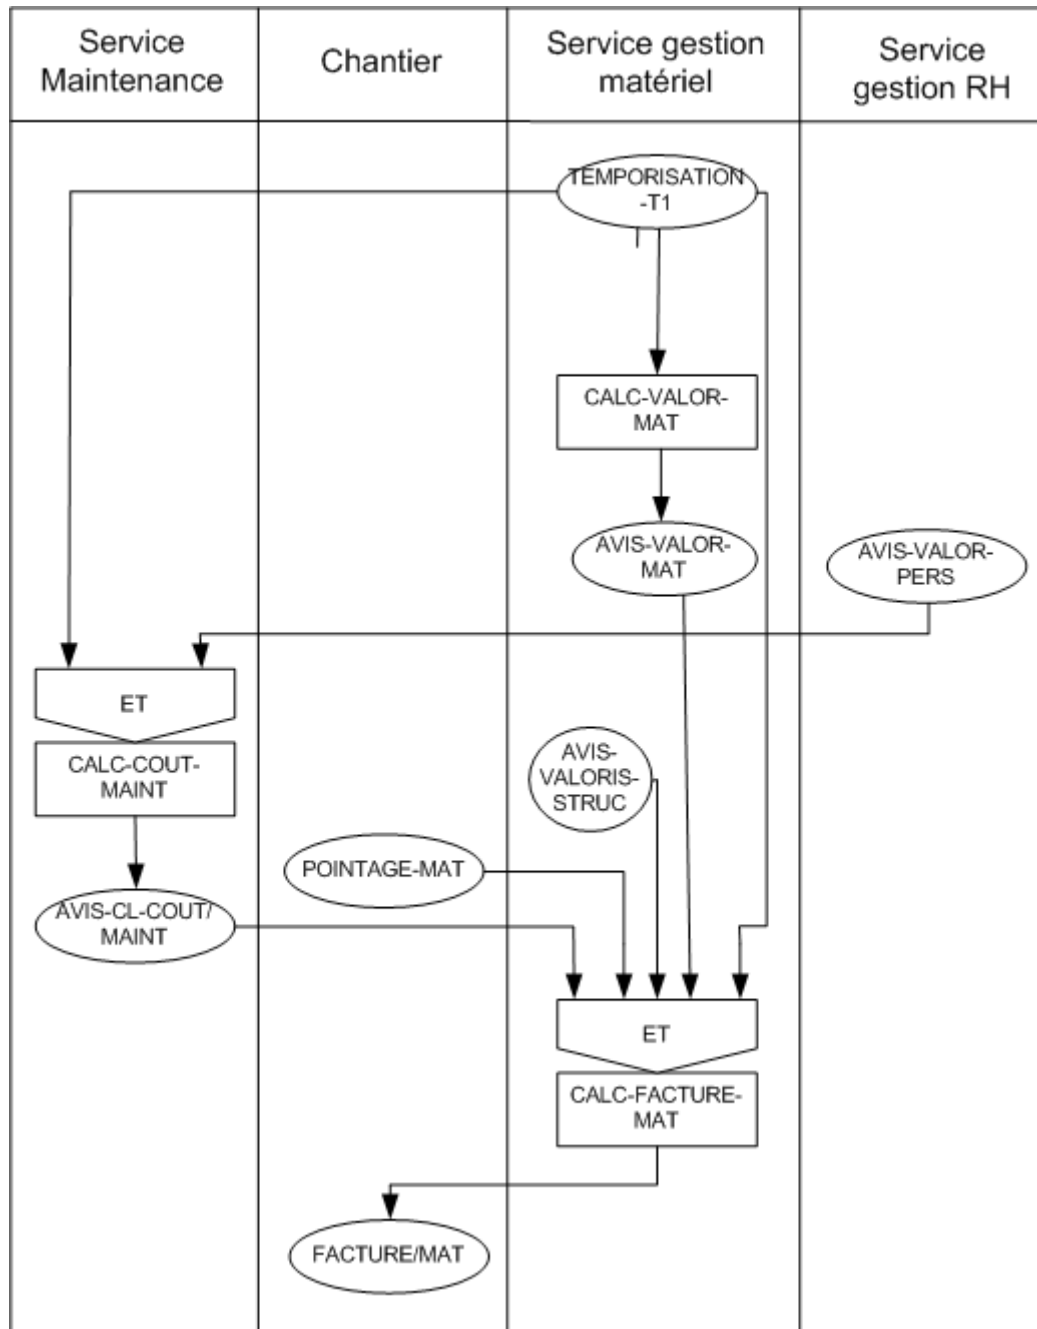 Service
Maintenance
Chantier
Service gestion
matériel
Service
gestion RH
TEMPORISATION
-T1
CALC-VALOR-
MAT
AVIS-VALOR-
MAT
AVIS-VALOR-
PERS
ET
CALC-COUT-
MAINT
AVIS-
VALORIS-
STRUC
POINTAGE-MAT
AVIS-CL-COUT/
MAINT
ET
CALC-FACTURE-
MAT
FACTURE/MAT